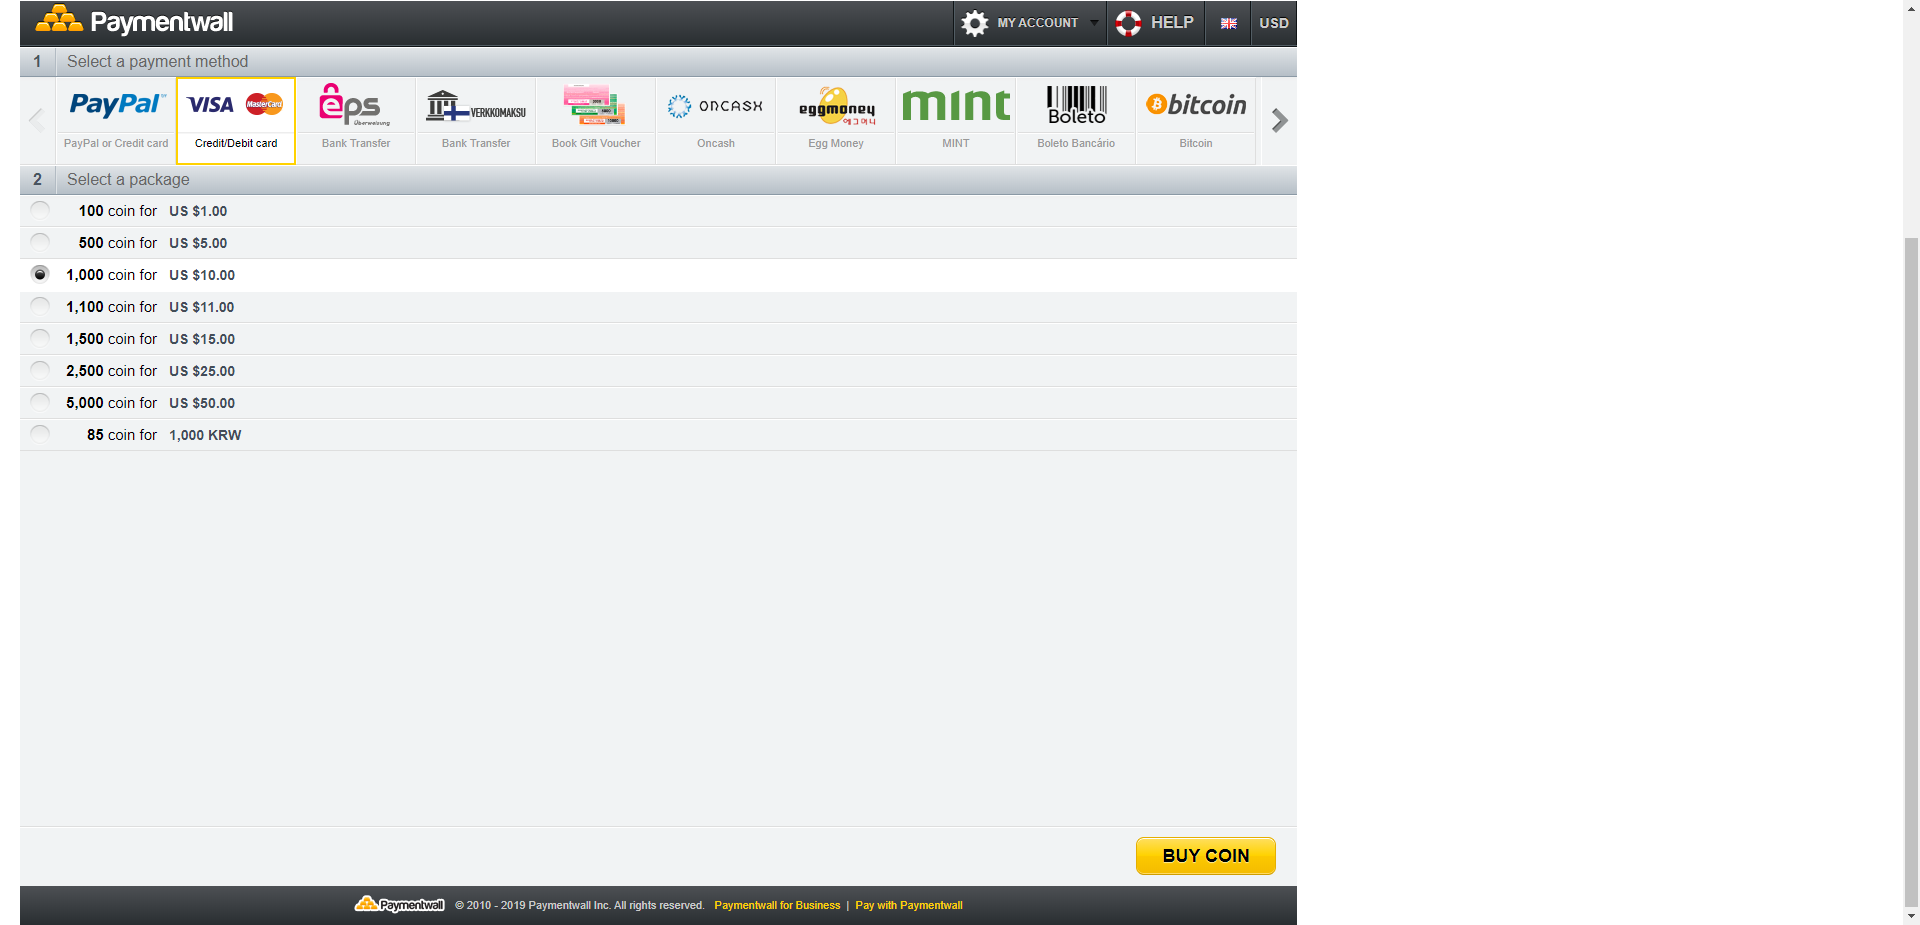 Paymentwall MY ACCOUNT HELP USD
1 Select a payment method
PayPal VISA MasterCard eps Überweisung VERKKOMAKSU ONCASH eggmoney 에그머니 mint Boleto bitcoin
PayPal or Credit card Credit/Debit card Bank Transfer Bank Transfer Book Gift Voucher Oncash Egg Money MINT Boleto Bancário Bitcoin
2 Select a package
100 coin for US $1.00
500 coin for US $5.00
1,000 coin for US $10.00
1,100 coin for US $11.00
1,500 coin for US $15.00
2,500 coin for US $25.00
5,000 coin for US $50.00
85 coin for 1,000 KRW
BUY COIN
Paymentwall © 2010 - 2019 Paymentwall Inc. All rights reserved. Paymentwall for Business | Pay with Paymentwall